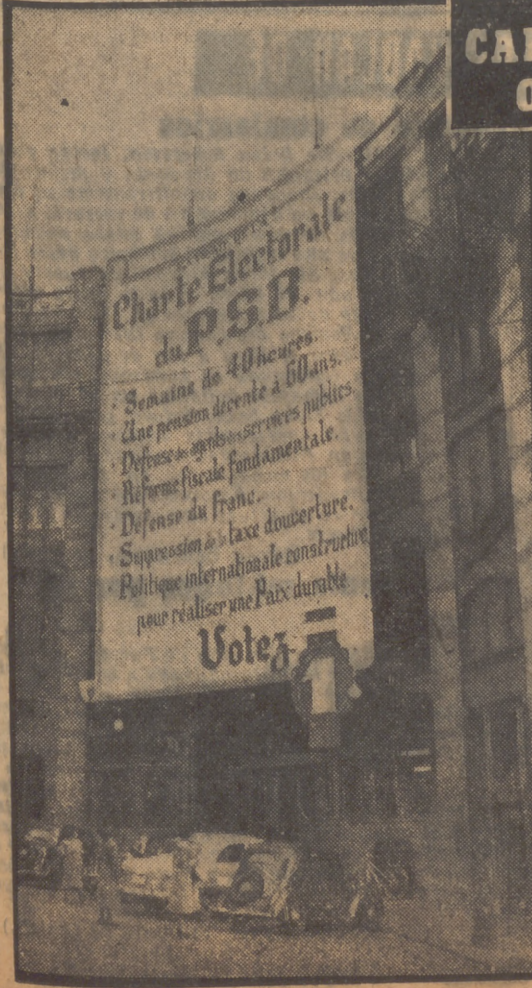 CA
Charte Électorale
du P.S.B.
· Semaine de 40 heures.
· Une pension décente à 60 ans.
· Défense des agents des services publics.
· Réforme fiscale fondamentale.
· Défense du franc.
· Suppression de la taxe d'ouverture.
· Politique internationale constructive
pour réaliser une Paix durable
Votez